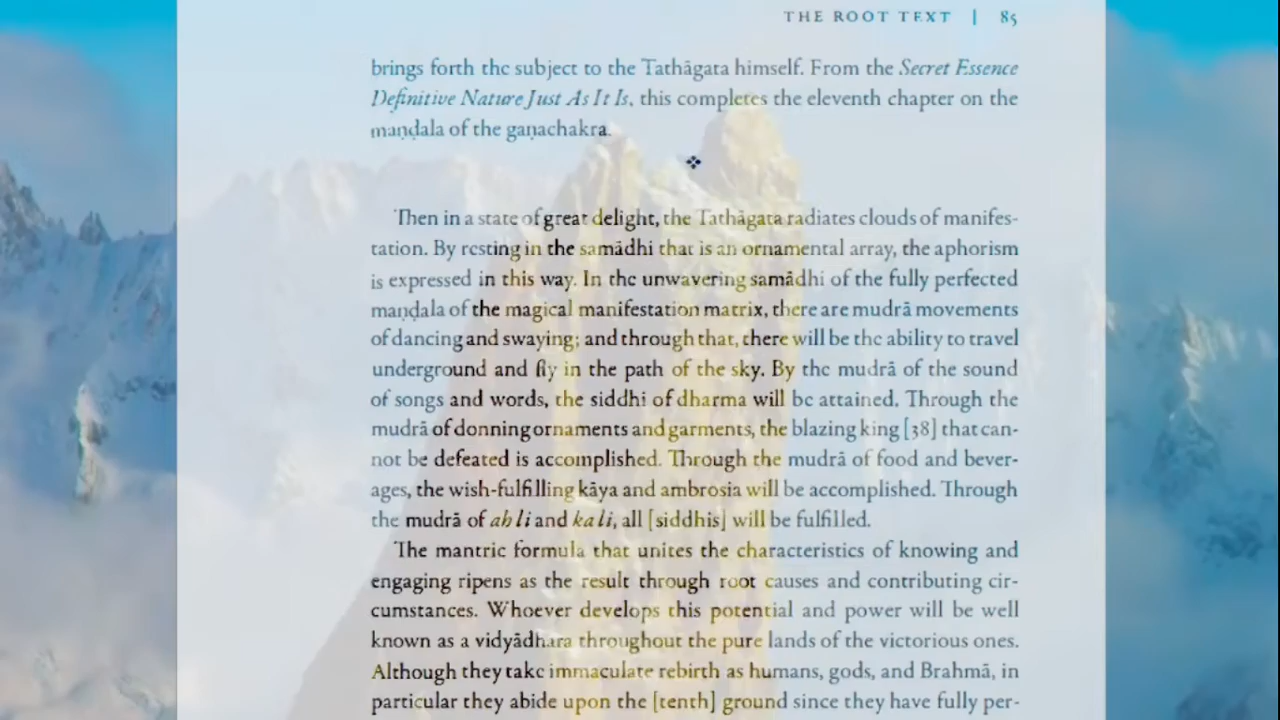 THE ROOT TEXT | 85
brings forth the subject to the Tathāgata himself. From the Secret Essence
Definitive Nature Just As It Is, this completes the eleventh chapter on the
maṇḍala of the gaṇachakra.
Then in a state of great delight, the Tathāgata radiates clouds of manifes-
tation. By resting in the samādhi that is an ornamental array, the aphorism
is expressed in this way. In the unwavering samādhi of the fully perfected
maṇḍala of the magical manifestation matrix, there are mudrā movements
of dancing and swaying; and through that, there will be the ability to travel
underground and fly in the path of the sky. By the mudrā of the sound
of songs and words, the siddhi of dharma will be attained. Through the
mudrā of donning ornaments and garments, the blazing king [38] that can-
not be defeated is accomplished. Through the mudrā of food and bever-
ages, the wish-fulfilling kāya and ambrosia will be accomplished. Through
the mudrā of ah li and ka li, all [siddhis] will be fulfilled.
The mantric formula that unites the characteristics of knowing and
engaging ripens as the result through root causes and contributing cir-
cumstances. Whoever develops this potential and power will be well
known as a vidyādhara throughout the pure lands of the victorious ones.
Although they take immaculate rebirth as humans, gods, and Brahmā, in
particular they abide upon the [tenth] ground since they have fully per-